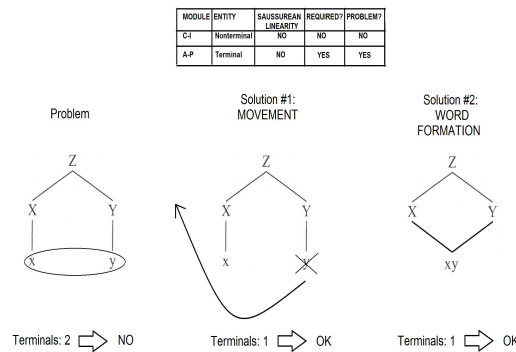 MODULE ENTITY SAUSSUREAN LINEARITY REQUIRED? PROBLEM?
C-I Nonterminal NO NO NO
A-P Terminal NO YES YES
Problem
Solution #1:
MOVEMENT
Solution #2:
WORD
FORMATION
Z Z Z
X Y X Y X Y
x y x y xy
Terminals: 2 NO Terminals: 1 OK Terminals: 1 OK